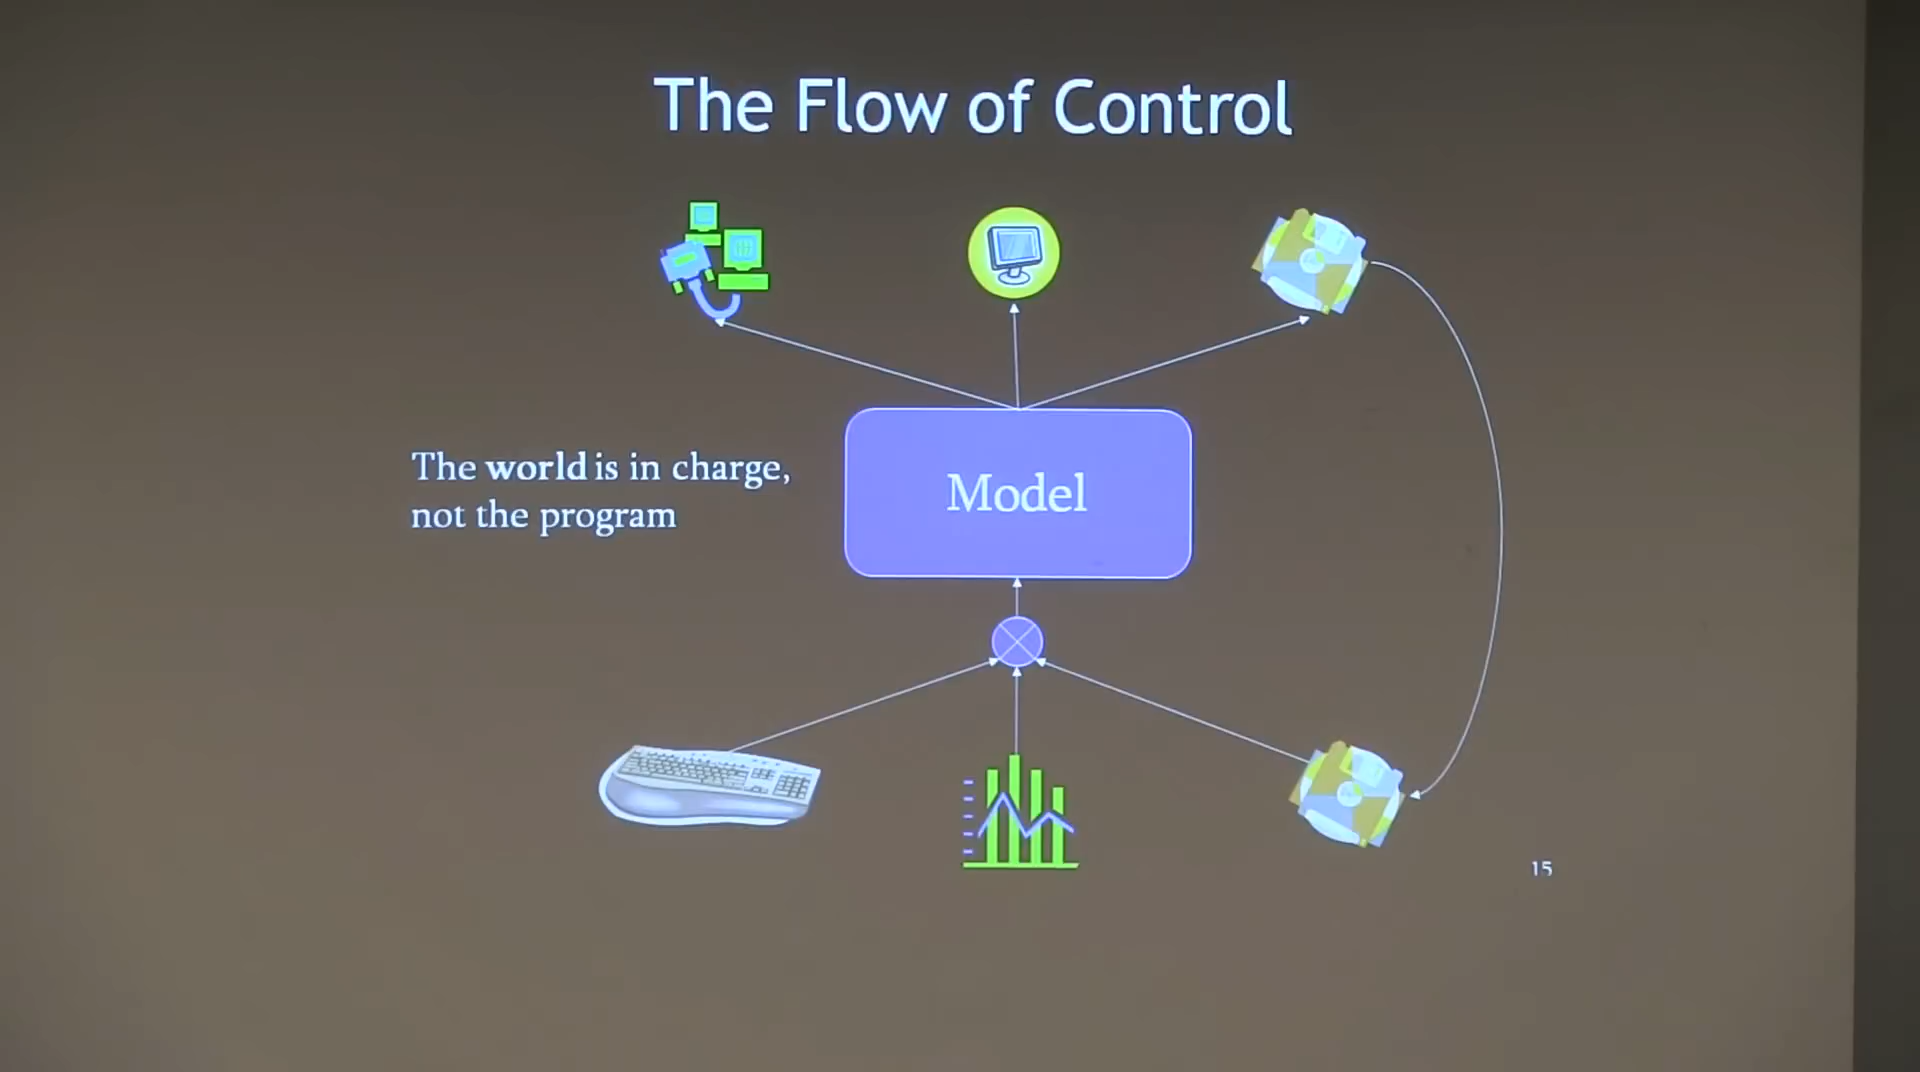 The Flow of Control
The world is in charge,
not the program
Model
15